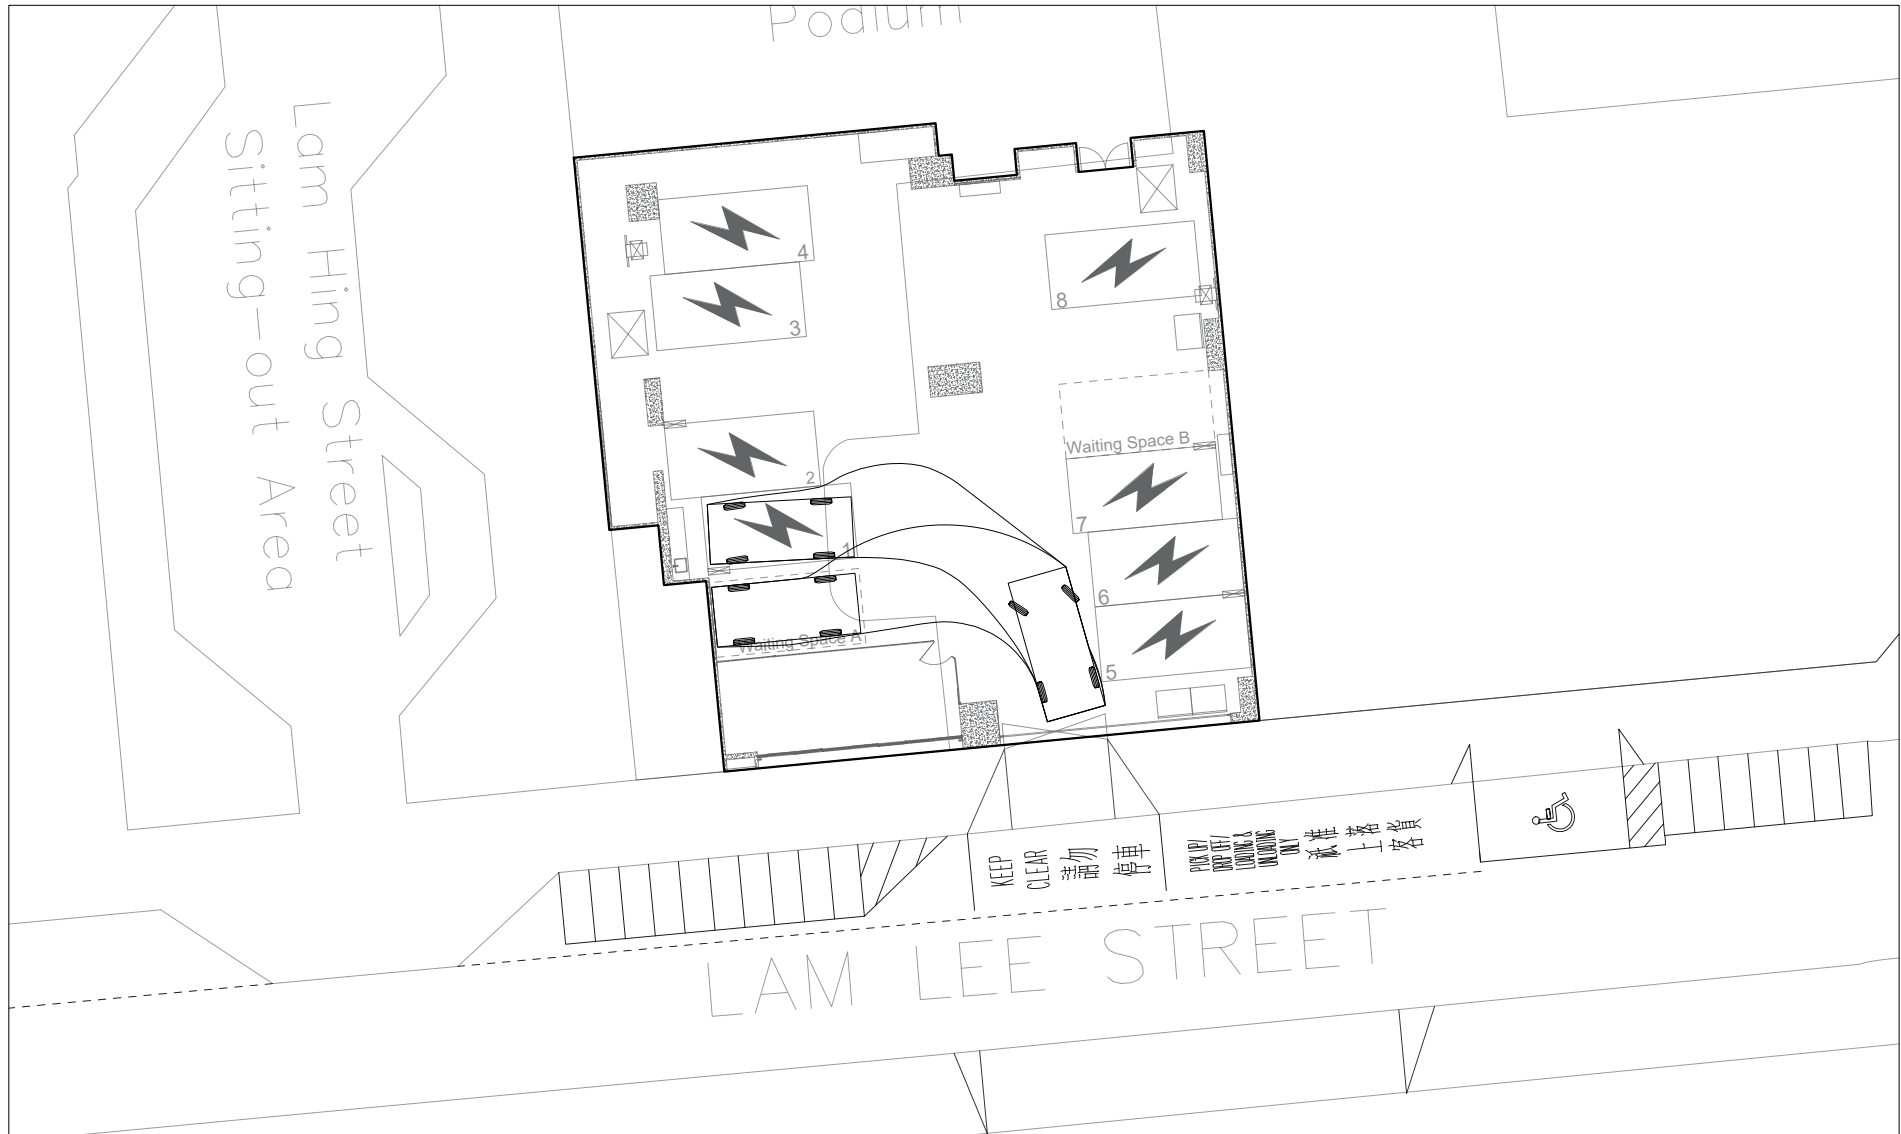 Podium
Lam Hing Street
Sitting-out Area
4
3
8
2
Waiting Space B
7
1
6
Waiting Space A
5
KEEP
CLEAR
請勿
停車
PICK UP/
DROP OFF/
LOADING &
UNLOADING
ONLY
上落
客貨
LAM LEE STREET